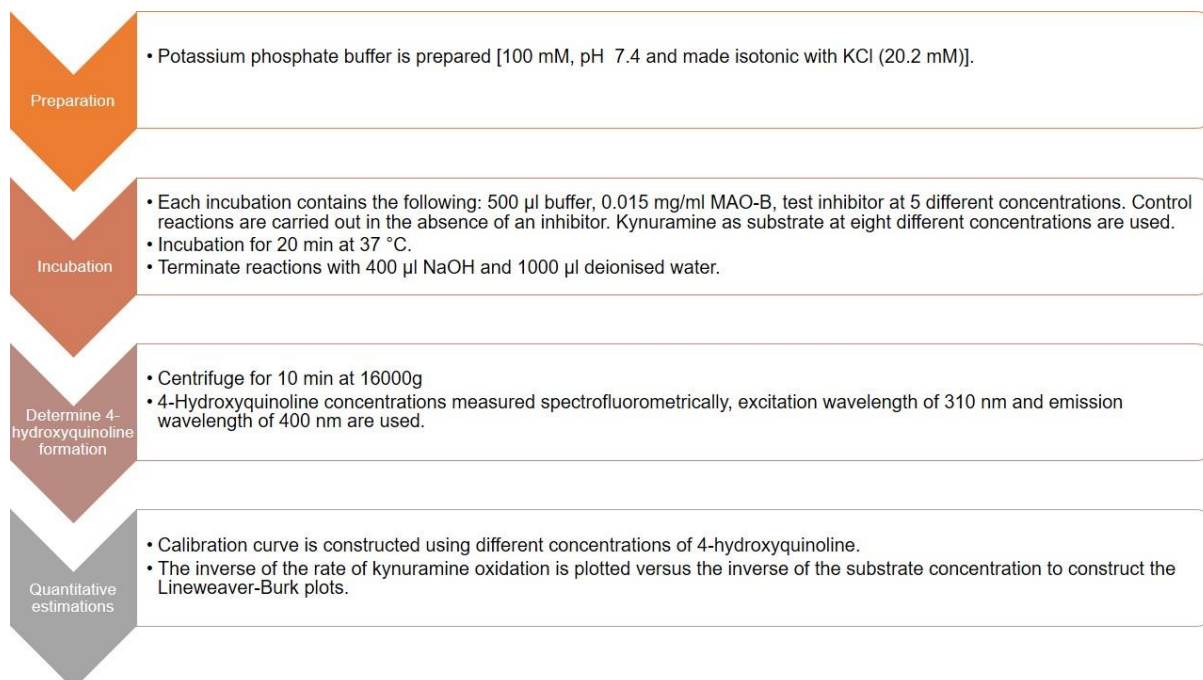 Preparation
• Potassium phosphate buffer is prepared [100 mM, pH 7.4 and made isotonic with KCl (20.2 mM)].
Incubation
• Each incubation contains the following: 500 µl buffer, 0.015 mg/ml MAO-B, test inhibitor at 5 different concentrations. Control
reactions are carried out in the absence of an inhibitor. Kynuramine as substrate at eight different concentrations are used.
• Incubation for 20 min at 37 °C.
• Terminate reactions with 400 µl NaOH and 1000 µl deionised water.
Determine 4-
hydroxyquinoline
formation
• Centrifuge for 10 min at 16000g
• 4-Hydroxyquinoline concentrations measured spectrofluorometrically, excitation wavelength of 310 nm and emission
wavelength of 400 nm are used.
Quantitative
estimations
• Calibration curve is constructed using different concentrations of 4-hydroxyquinoline.
• The inverse of the rate of kynuramine oxidation is plotted versus the inverse of the substrate concentration to construct the
Lineweaver-Burk plots.